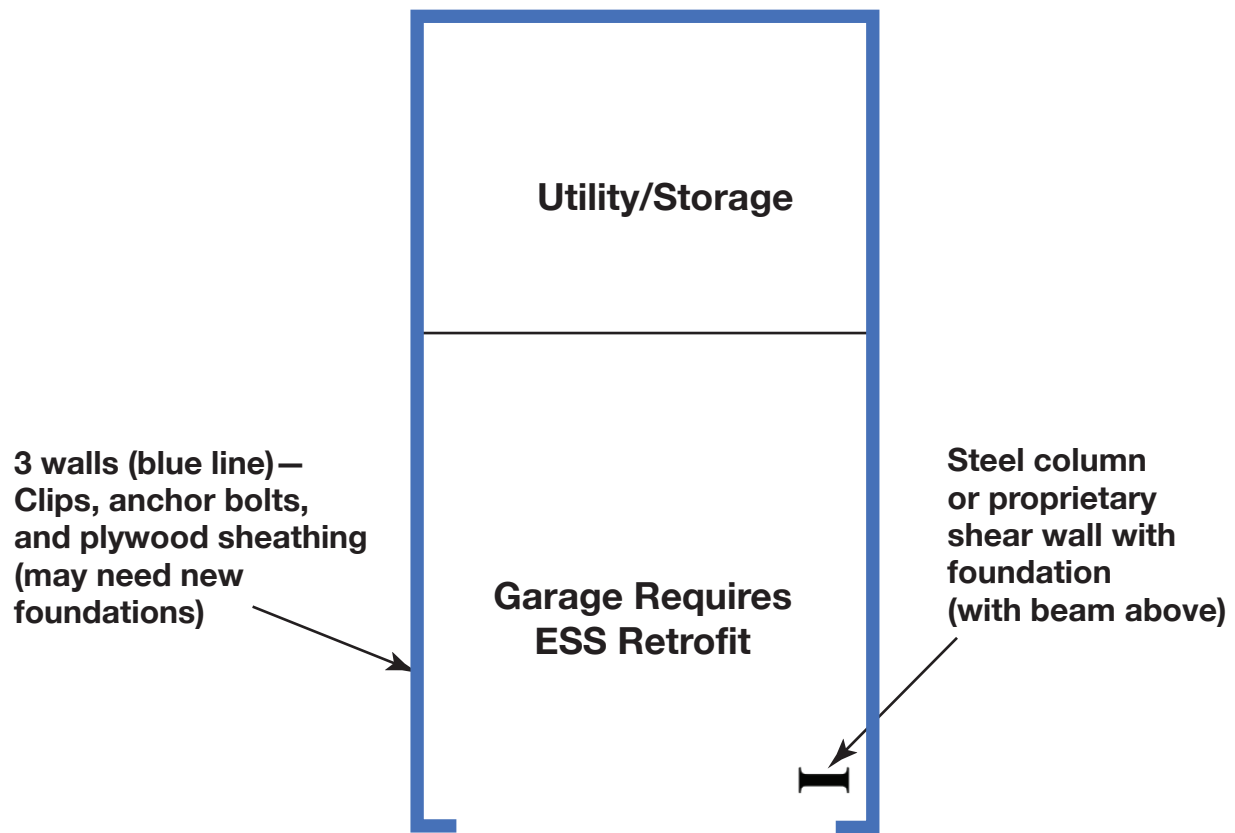 Utility/Storage
3 walls (blue line)—
Clips, anchor bolts,
and plywood sheathing
(may need new
foundations)
Garage Requires
ESS Retrofit
Steel column
or proprietary
shear wall with
foundation
(with beam above)